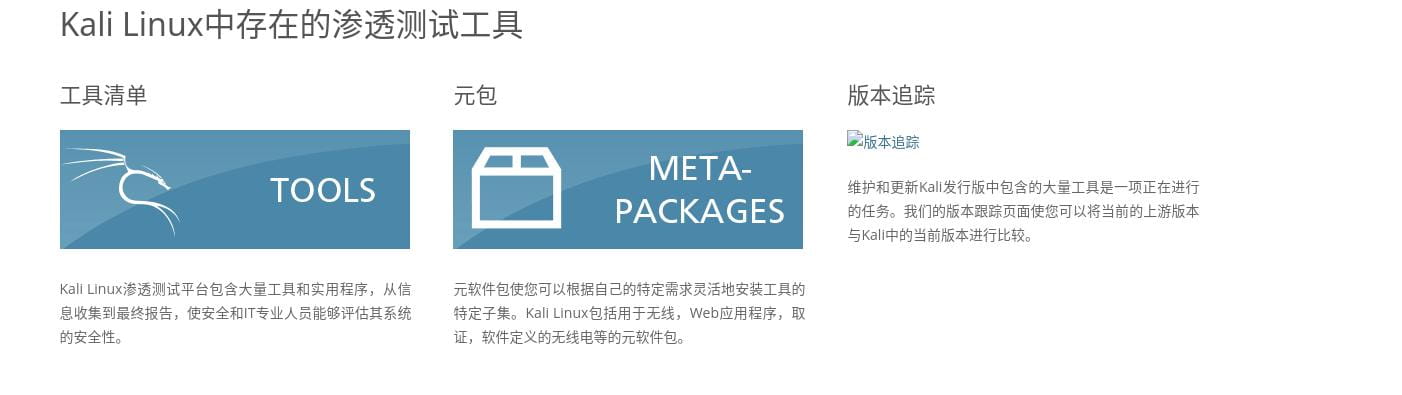 Kali Linux中存在的渗透测试工具
工具清单
TOOLS
Kali Linux渗透测试平台包含大量工具和实用程序，从信
息收集到最终报告，使安全和IT专业人员能够评估其系统
的安全性。
元包
META-
PACKAGES
元软件包使您可以根据自己的特定需求灵活地安装工具的
特定子集。Kali Linux包括用于无线，Web应用程序，取
证，软件定义的无线电等的元软件包。
版本追踪
版本追踪
维护和更新Kali发行版中包含的大量工具是一项正在进行
的任务。我们的版本跟踪页面使您可以将当前的上游版本
与Kali中的当前版本进行比较。